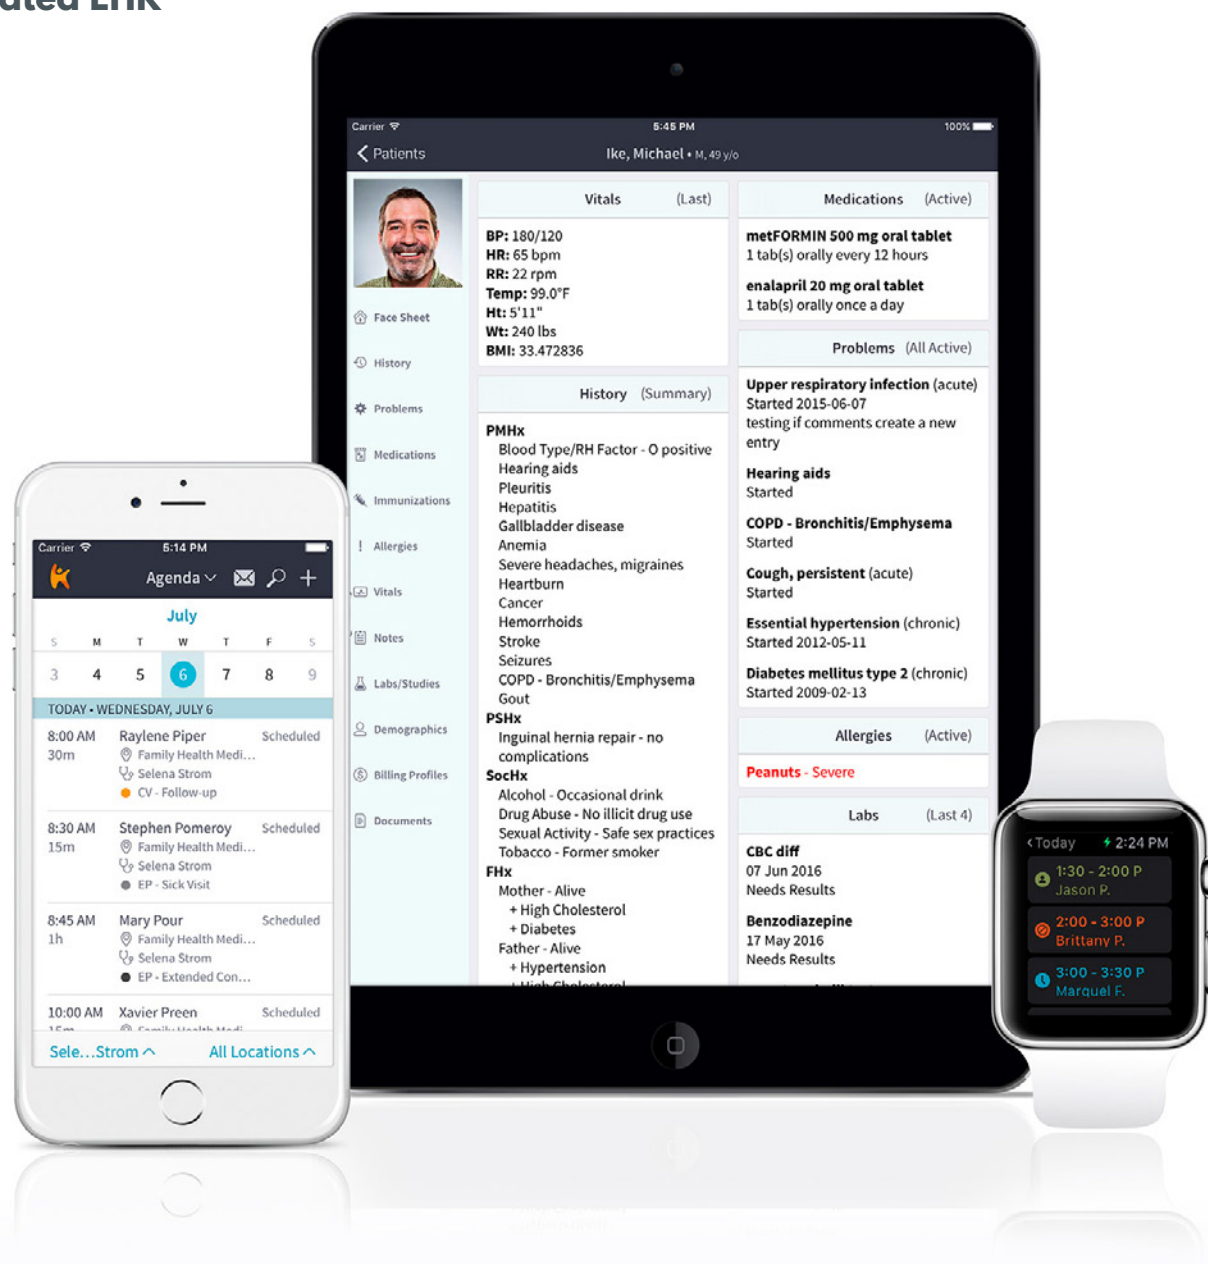 Carrier
5:45 PM
100%
Patients
Ike, Michael • M, 49 y/o
Face Sheet
History
Problems
Medications
Immunizations
Allergies
Vitals
Notes
Labs/Studies
Demographics
Billing Profiles
Documents
Vitals (Last)
BP: 180/120
HR: 65 bpm
RR: 22 rpm
Temp: 99.0°F
Ht: 5'11"
Wt: 240 lbs
BMI: 33.472836
History (Summary)
PMHx
Blood Type/RH Factor - O positive
Hearing aids
Pleuritis
Hepatitis
Gallbladder disease
Anemia
Severe headaches, migraines
Heartburn
Cancer
Hemorrhoids
Stroke
Seizures
COPD - Bronchitis/Emphysema
Gout
PSHx
Inguinal hernia repair - no
complications
SocHx
Alcohol - Occasional drink
Drug Abuse - No illicit drug use
Sexual Activity - Safe sex practices
Tobacco - Former smoker
FHx
Mother - Alive
+ High Cholesterol
+ Diabetes
Father - Alive
+ Hypertension
+ High Cholesterol
Medications (Active)
metFORMIN 500 mg oral tablet
1 tab(s) orally every 12 hours
enalapril 20 mg oral tablet
1 tab(s) orally once a day
Problems (All Active)
Upper respiratory infection (acute)
Started 2015-06-07
testing if comments create a new
entry
Hearing aids
Started
COPD - Bronchitis/Emphysema
Started
Cough, persistent (acute)
Started
Essential hypertension (chronic)
Started 2012-05-11
Diabetes mellitus type 2 (chronic)
Started 2009-02-13
Allergies (Active)
Peanuts - Severe
Labs (Last 4)
CBC diff
07 Jun 2016
Needs Results
Benzodiazepine
17 May 2016
Needs Results
Carrier
5:14 PM
Agenda
July
S M T W T F S
3 4 5 6 7 8 9
TODAY • WEDNESDAY, JULY 6
8:00 AM Raylene Piper Scheduled
30m Family Health Medi...
Selena Strom
CV - Follow-up
8:30 AM Stephen Pomeroy Scheduled
15m Family Health Medi...
Selena Strom
EP - Sick Visit
8:45 AM Mary Pour Scheduled
1h Family Health Medi...
Selena Strom
EP - Extended Con...
10:00 AM Xavier Preen Scheduled
15m Family Health Medi
Sele...Strom All Locations
<Today 2:24 PM
1:30 - 2:00 P
Jason P.
2:00 - 3:00 P
Brittany P.
3:00 - 3:30 P
Marquel F.